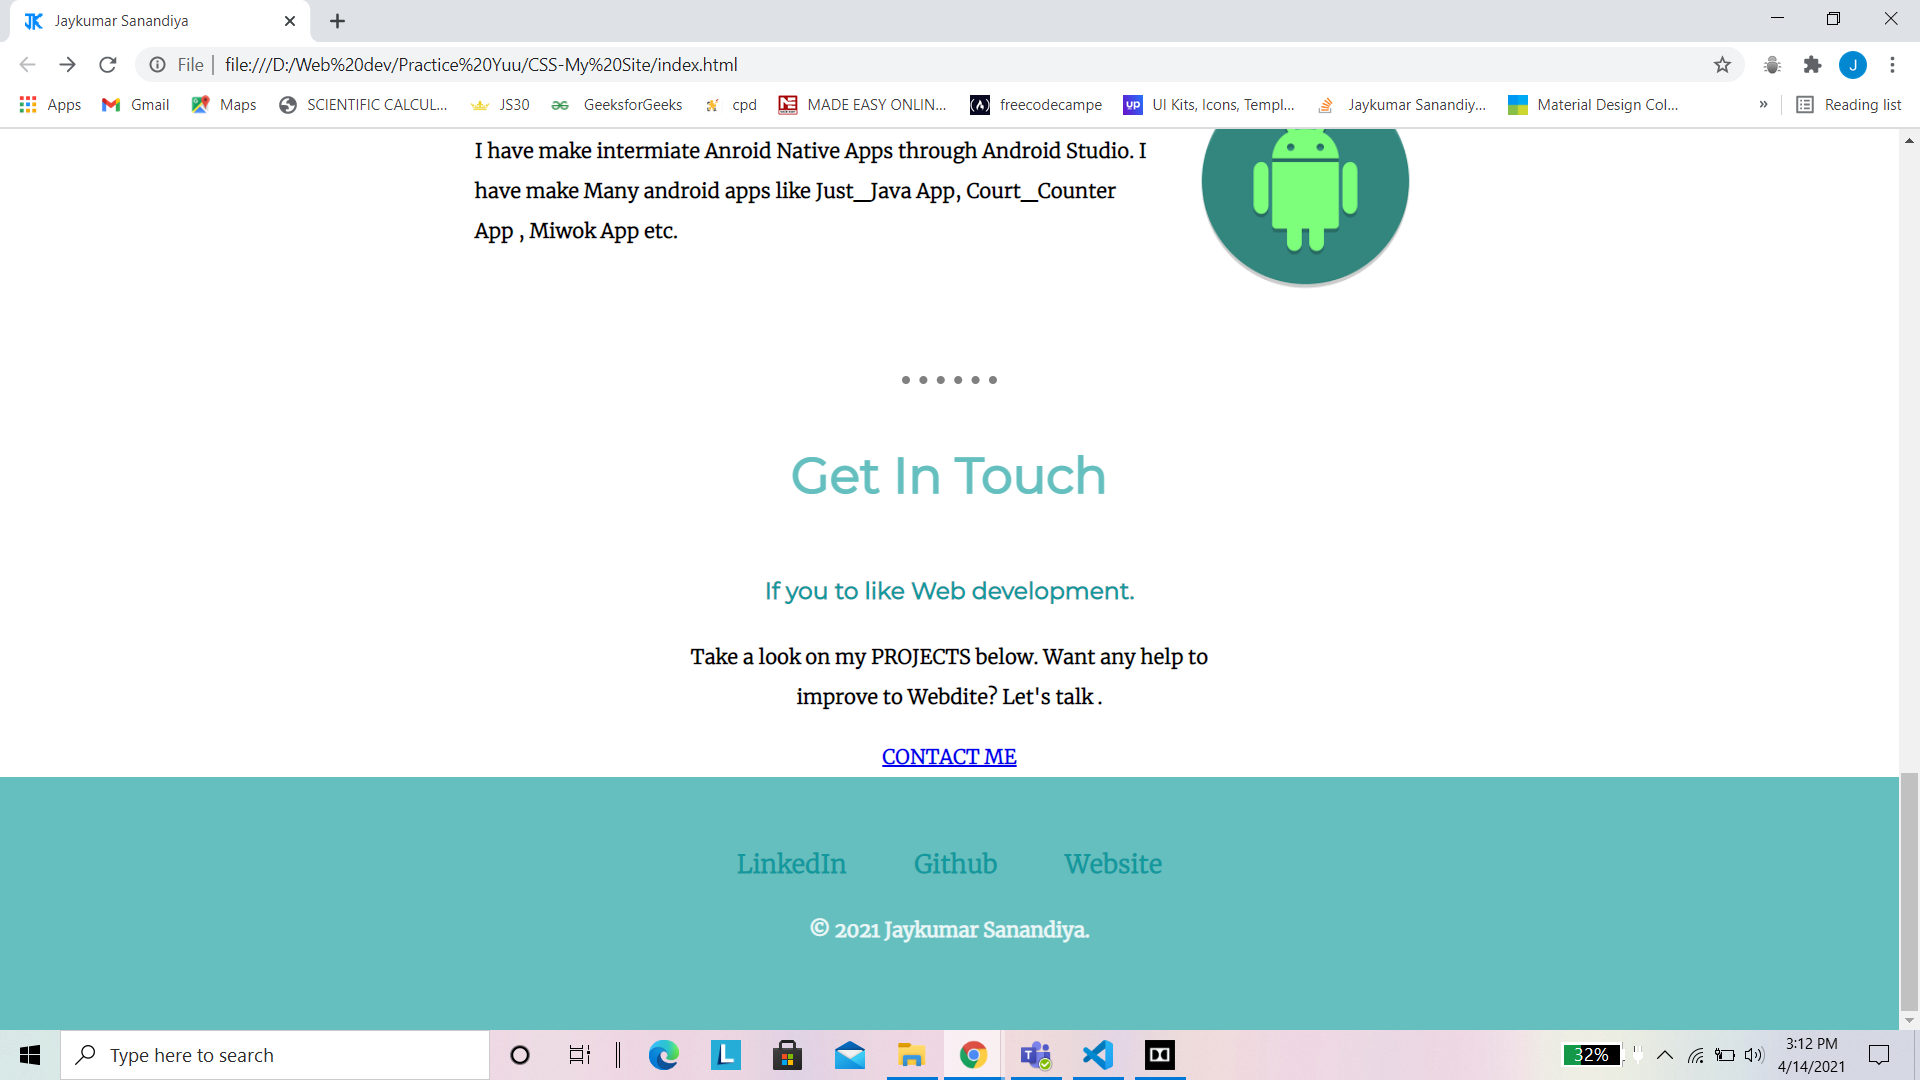 JK Jaykumar Sanandiya
File | file:///D:/Web%20dev/Practice%20Yuu/CSS-My%20Site/index.html
J
Apps Gmail Maps SCIENTIFIC CALCUL... JS30 GeeksforGeeks cpd MADE EASY ONLIN... freecodecampe UI Kits, Icons, Templ... Jaykumar Sanandiy... Material Design Col... » Reading list
I have make intermiate Anroid Native Apps through Android Studio. I
have make Many android apps like Just_Java App, Court_Counter
App , Miwok App etc.
Get In Touch
If you to like Web development.
Take a look on my PROJECTS below. Want any help to
improve to Webdite? Let's talk .
CONTACT ME
LinkedIn Github Website
© 2021 Jaykumar Sanandiya.
Type here to search
32%
3:12 PM
4/14/2021